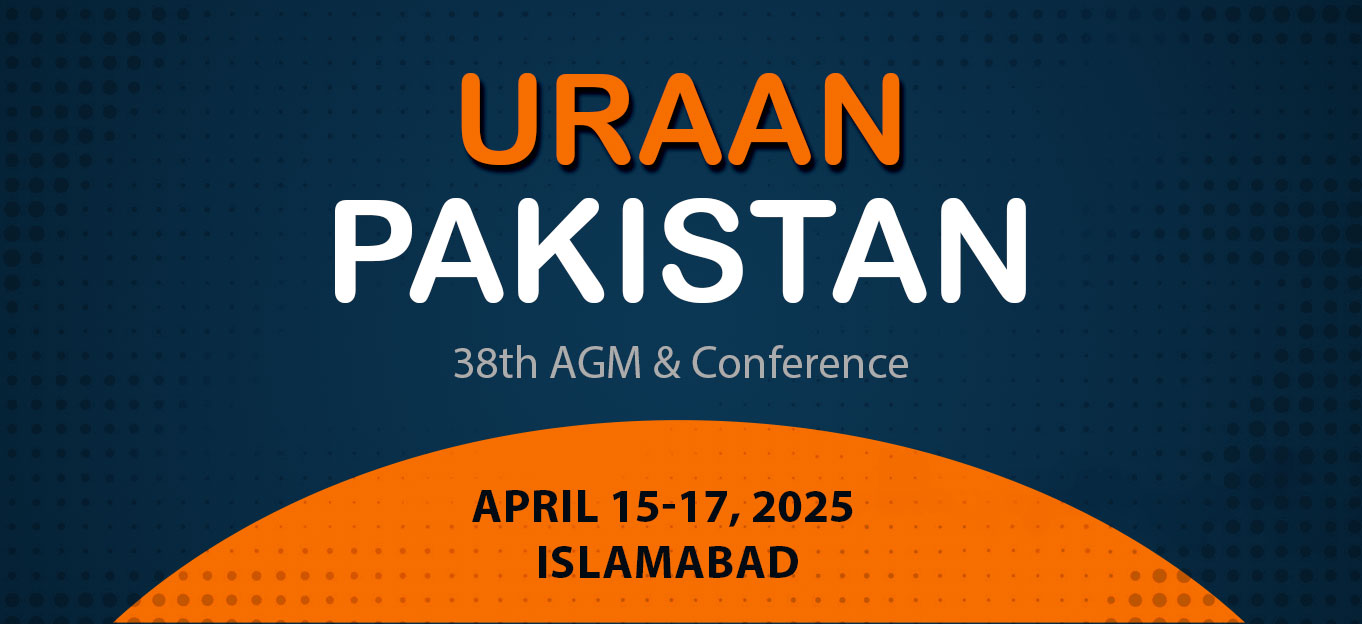 URAAN
PAKISTAN
38th AGM & Conference
APRIL 15-17, 2025
ISLAMABAD